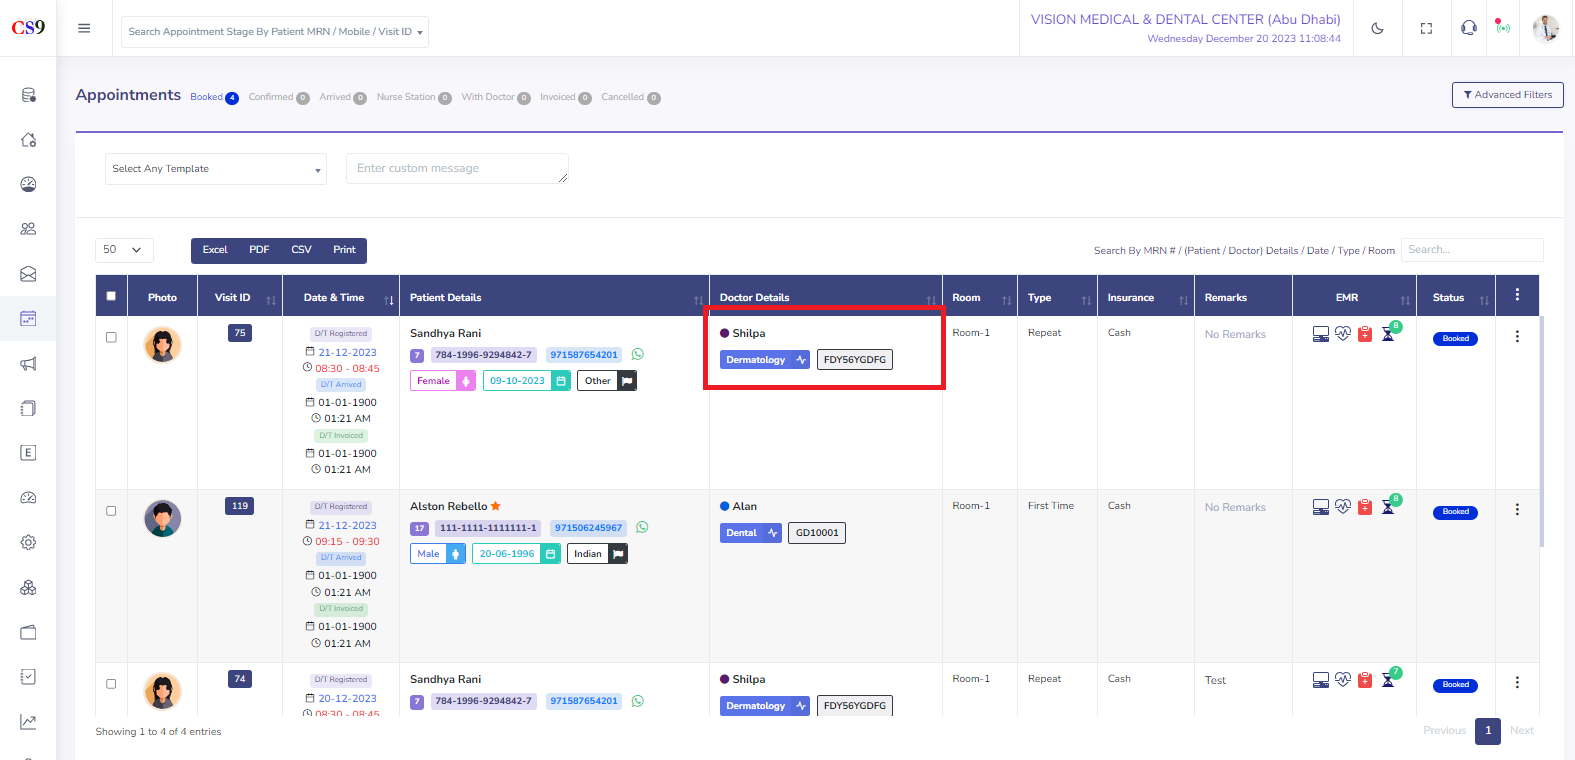 CS9
Search Appointment Stage By Patient MRN / Mobile / Visit ID
VISION MEDICAL & DENTAL CENTER (Abu Dhabi)
Wednesday December 20 2023 11:08:44
Appointments Booked 4 Confirmed 0 Arrived 0 Nurse Station 0 With Doctor 0 Invoiced 0 Cancelled 0
Advanced Filters
Select Any Template
Enter custom message
50
Excel PDF CSV Print
Search By MRN # / (Patient / Doctor) Details / Date / Type / Room
Search...
Photo Visit ID Date & Time Patient Details Doctor Details Room Type Insurance Remarks EMR Status
75
D/T Registered
21-12-2023
08:30 - 08:45
D/T Arrived
01-01-1900
01:21 AM
D/T Invoiced
01-01-1900
01:21 AM
Sandhya Rani
7 784-1996-9294842-7 971587654201
Female 09-10-2023 Other
Shilpa
Dermatology FDY56YGDFG
Room-1
Repeat
Cash
No Remarks
8
Booked
119
D/T Registered
21-12-2023
09:15 - 09:30
D/T Arrived
01-01-1900
01:21 AM
D/T Invoiced
01-01-1900
01:21 AM
Alston Rebello
17 111-1111-1111111-1 971506245967
Male 20-06-1996 Indian
Alan
Dental GD10001
Room-1
First Time
Cash
No Remarks
8
Booked
74
D/T Registered
20-12-2023
08:30 - 08:45
Sandhya Rani
7 784-1996-9294842-7 971587654201
Shilpa
Dermatology FDY56YGDFG
Room-1
Repeat
Cash
Test
7
Booked
E
Showing 1 to 4 of 4 entries
Previous 1 Next